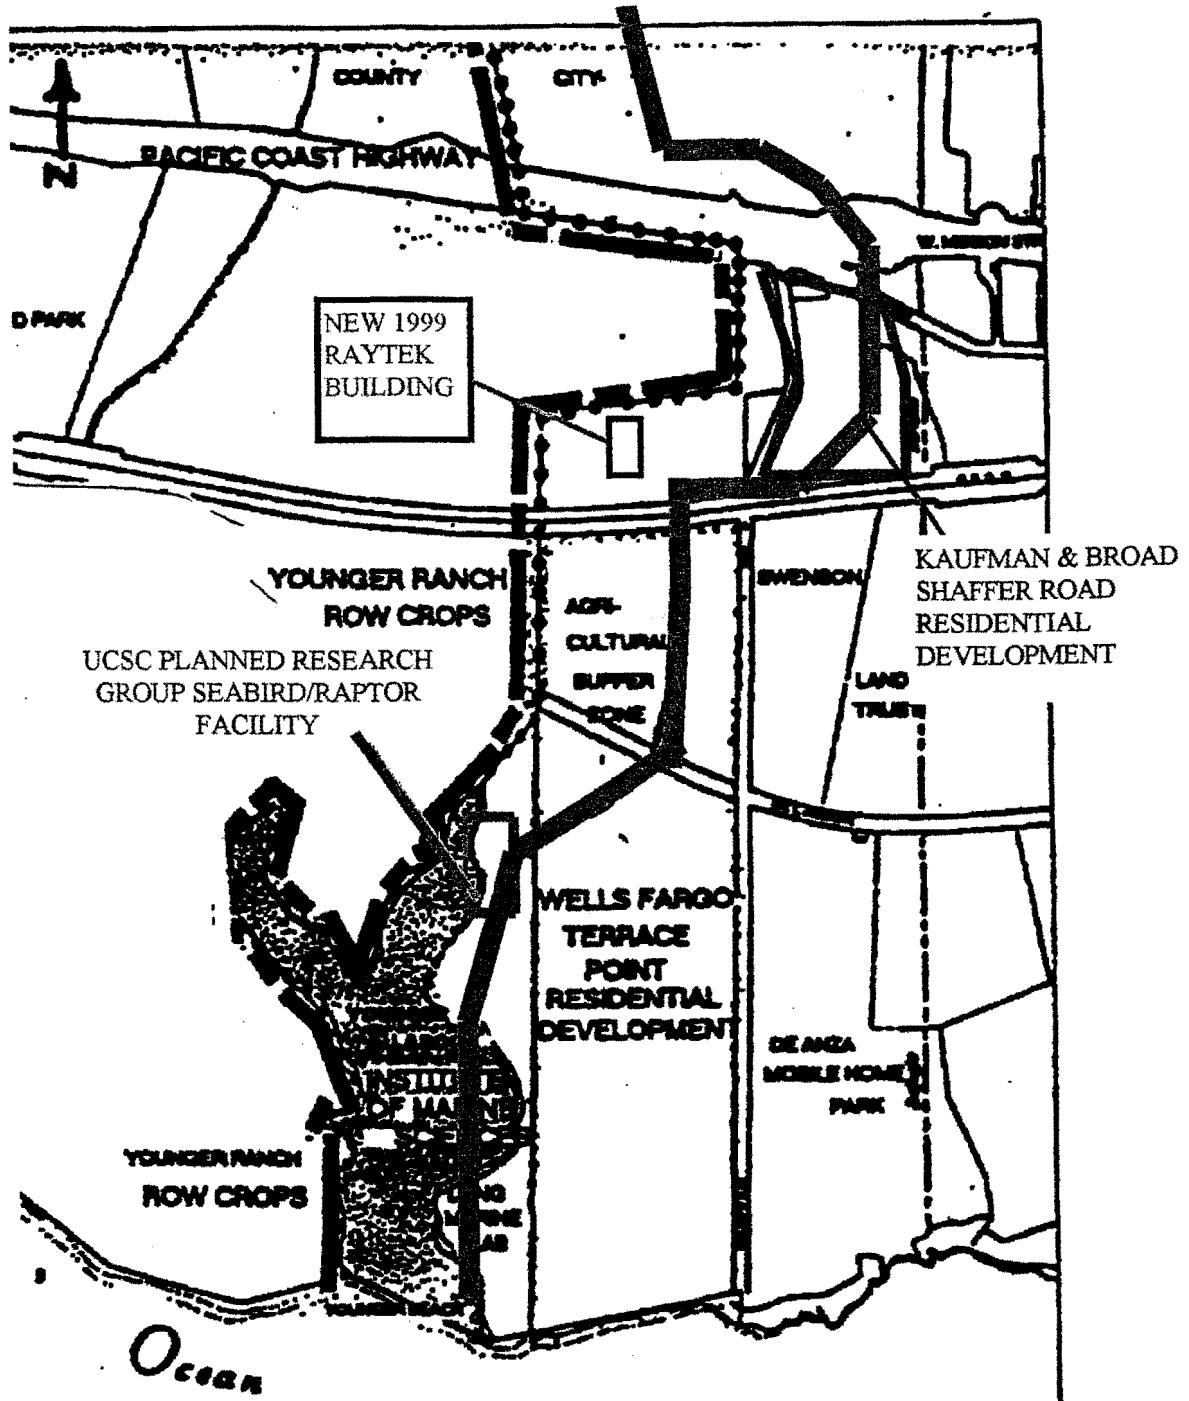 COUNTY
CITY
PACIFIC COAST HIGHWAY
N
W. MISSION STR
D PARK
NEW 1999
RAYTEK
BUILDING
KAUFMAN & BROAD
SHAFFER ROAD
RESIDENTIAL
DEVELOPMENT
YOUNGER RANCH
ROW CROPS
AGRI-
CULTURAL
BUFFER
ZONE
SWENSON
LAND
TRUST
UCSC PLANNED RESEARCH
GROUP SEABIRD/RAPTOR
FACILITY
WELLS FARGO
TERRACE
POINT
RESIDENTIAL
DEVELOPMENT
INSTITUTE
OF MARINE
DE ANZA
MOBILE HOME
PARK
YOUNGER RANCH
ROW CROPS
LONG
MARINE
LAB
YOUNGER BEACH
Ocean